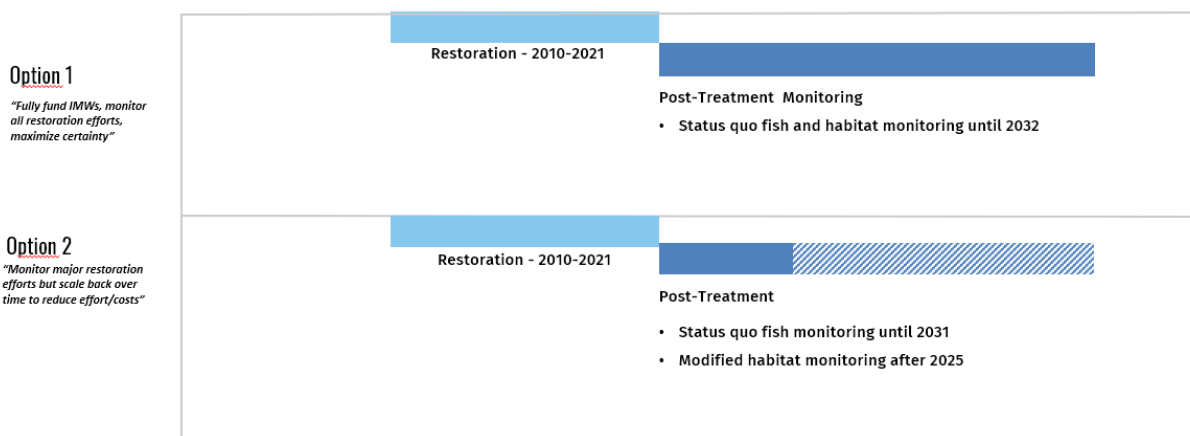 Option 1
"Fully fund IMWs, monitor
all restoration efforts,
maximize certainty"
Restoration - 2010-2021
Post-Treatment Monitoring
• Status quo fish and habitat monitoring until 2032
Option 2
"Monitor major restoration
efforts but scale back over
time to reduce effort/costs"
Restoration - 2010-2021
Post-Treatment
• Status quo fish monitoring until 2031
• Modified habitat monitoring after 2025